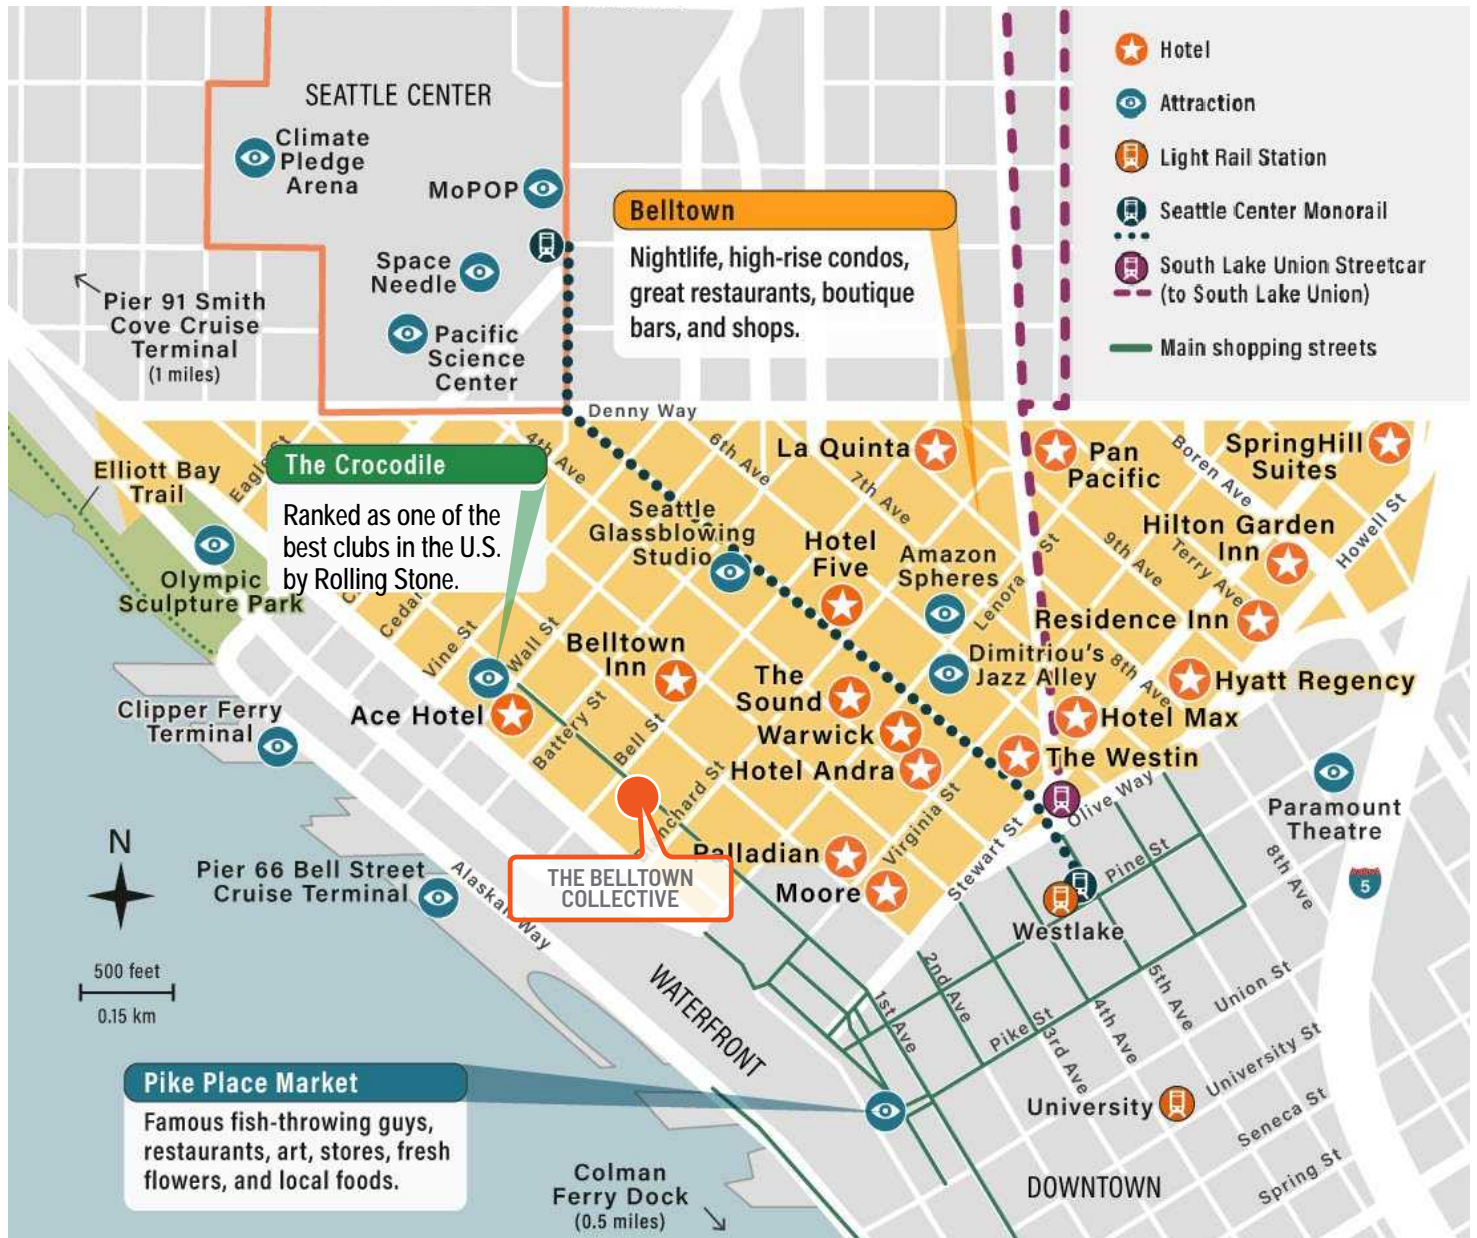 SEATTLE CENTER
Climate
Pledge
Arena
MoPOP
Space
Needle
Pacific
Science
Center
Pier 91 Smith
Cove Cruise
Terminal
(1 miles)
Belltown
Nightlife, high-rise condos,
great restaurants, boutique
bars, and shops.
Hotel
Attraction
Light Rail Station
Seattle Center Monorail
South Lake Union Streetcar
(to South Lake Union)
Main shopping streets
Denny Way
4th Ave
6th Ave
7th Ave
La Quinta
Pan
Pacific
Boren Ave
SpringHill
Suites
Elliott Bay
Trail
The Crocodile
Ranked as one of the
best clubs in the U.S.
by Rolling Stone.
Seattle
Glassblowing
Studio
Hotel
Five
Amazon
Spheres
Lenora St
9th Ave
Terry Ave
Hilton Garden
Inn
Howell St
Olympic
Sculpture Park
Vine St
Wall St
Belltown
Inn
Residence Inn
Dimitriou's
Jazz Alley
8th Ave
Hyatt Regency
The
Sound
Ace Hotel
Battery St
Bell St
Warwick
Hotel Max
Clipper Ferry
Terminal
Hotel Andra
The Westin
Olive Way
Virginia St
Stewart St
Paramount
Theatre
8th Ave
5
N
Pier 66 Bell Street
Cruise Terminal
Alaskan Way
THE BELLTOWN
COLLECTIVE
Palladian
Moore
Pine St
Westlake
500 feet
0.15 km
WATERFRONT
1st Ave
2nd Ave
Pike St
3rd Ave
4th Ave
5th Ave
Union St
University St
Seneca St
Spring St
Pike Place Market
Famous fish-throwing guys,
restaurants, art, stores, fresh
flowers, and local foods.
University
Colman
Ferry Dock
(0.5 miles)
DOWNTOWN